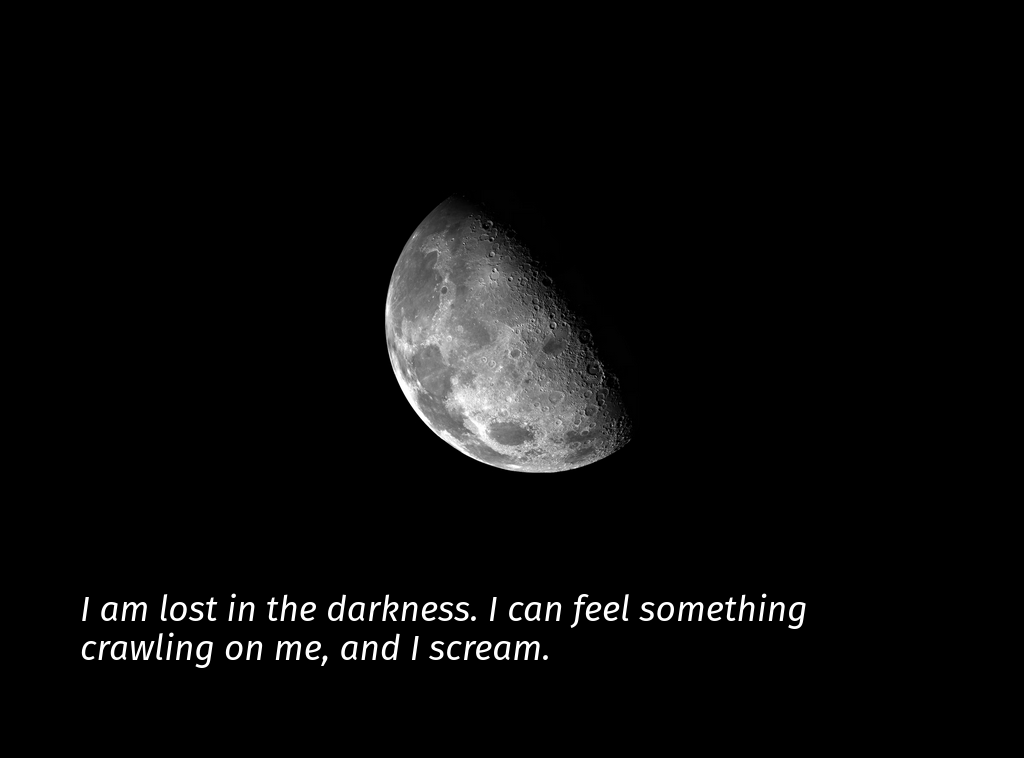 I am lost in the darkness. I can feel something
crawling on me, and I scream.